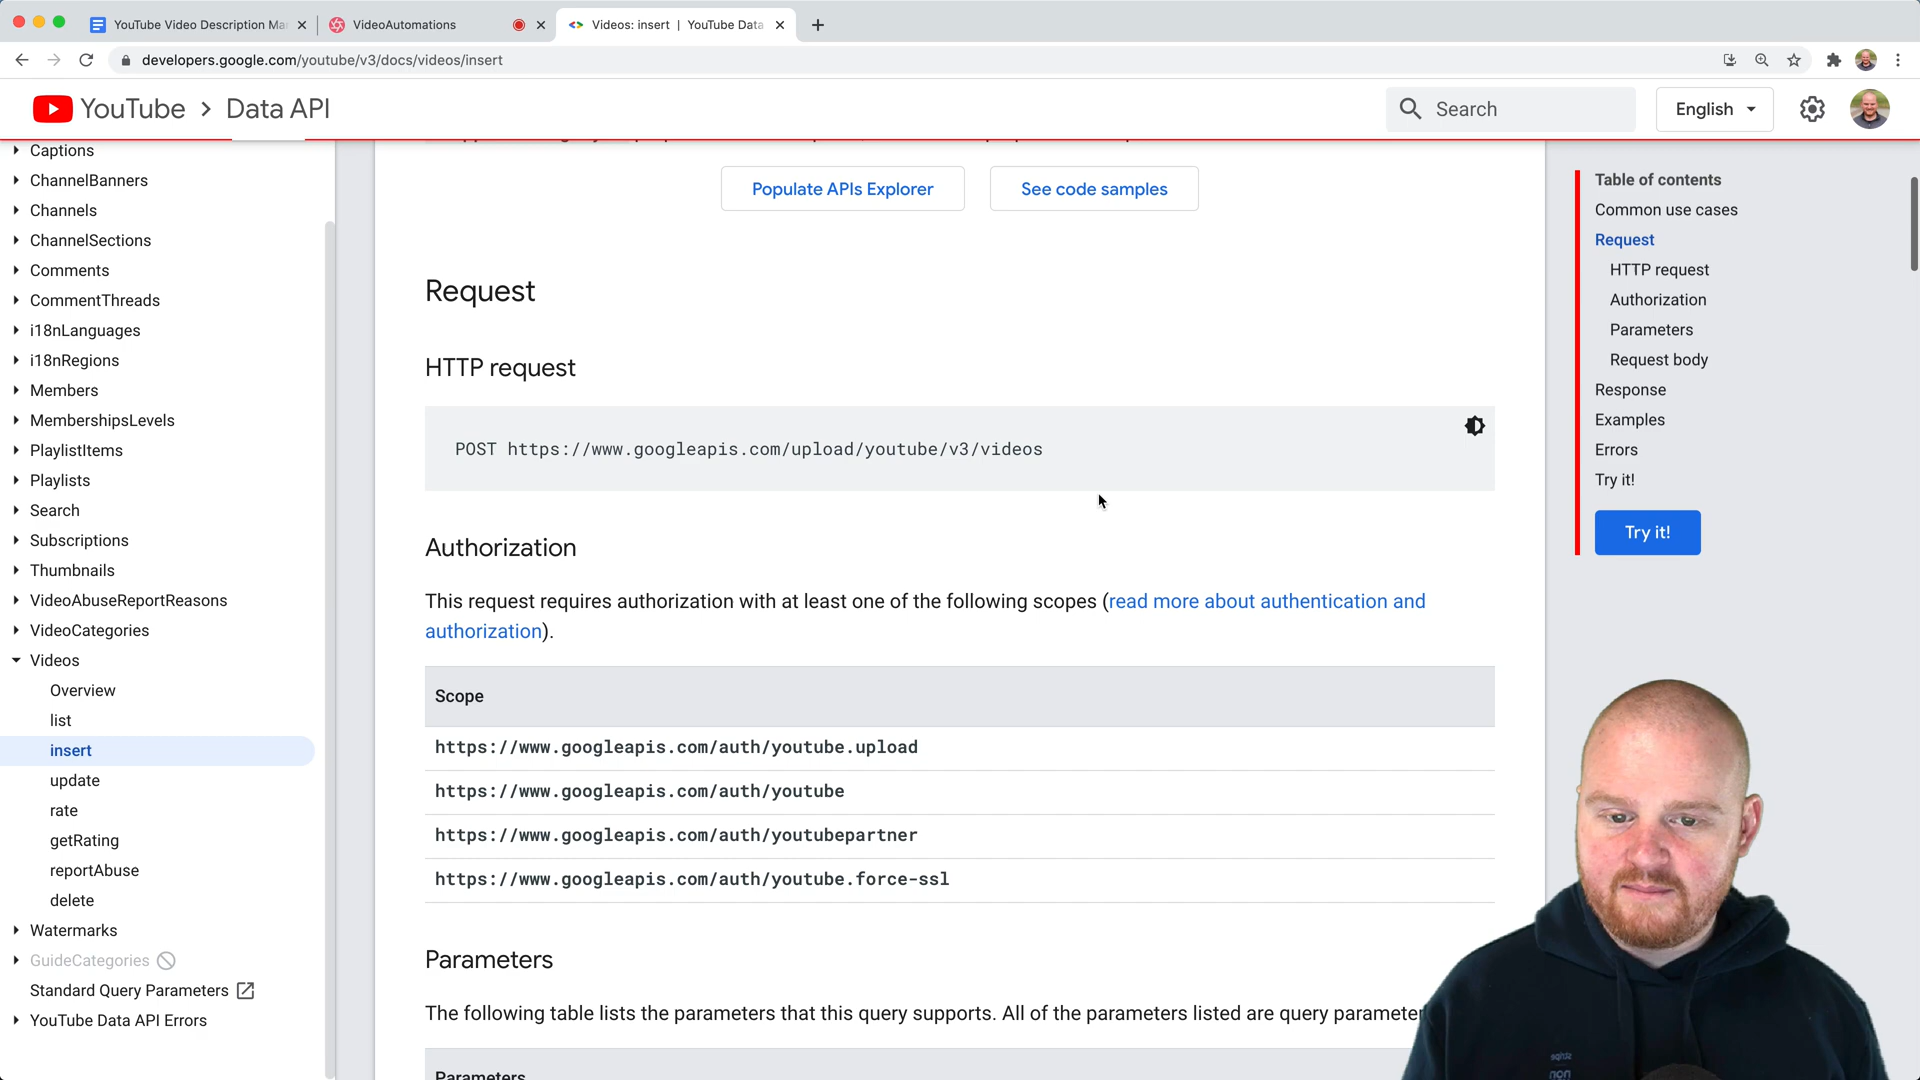 YouTube Video Description Ma
VideoAutomations
Videos: insert | YouTube Data
developers.google.com/youtube/v3/docs/videos/insert
YouTube > Data API
Search
English
Captions
ChannelBanners
Channels
ChannelSections
Comments
CommentThreads
i18nLanguages
i18nRegions
Members
MembershipsLevels
PlaylistItems
Playlists
Search
Subscriptions
Thumbnails
VideoAbuseReportReasons
VideoCategories
Videos
Overview
list
insert
update
rate
getRating
reportAbuse
delete
Watermarks
GuideCategories
Standard Query Parameters
YouTube Data API Errors
Populate APIs Explorer
See code samples
Request
HTTP request
POST https://www.googleapis.com/upload/youtube/v3/videos
Authorization
This request requires authorization with at least one of the following scopes (read more about authentication and
authorization).
Scope
https://www.googleapis.com/auth/youtube.upload
https://www.googleapis.com/auth/youtube
https://www.googleapis.com/auth/youtubepartner
https://www.googleapis.com/auth/youtube.force-ssl
Parameters
The following table lists the parameters that this query supports. All of the parameters listed are query parameter
Parameters
Table of contents
Common use cases
Request
HTTP request
Authorization
Parameters
Request body
Response
Examples
Errors
Try it!
Try it!